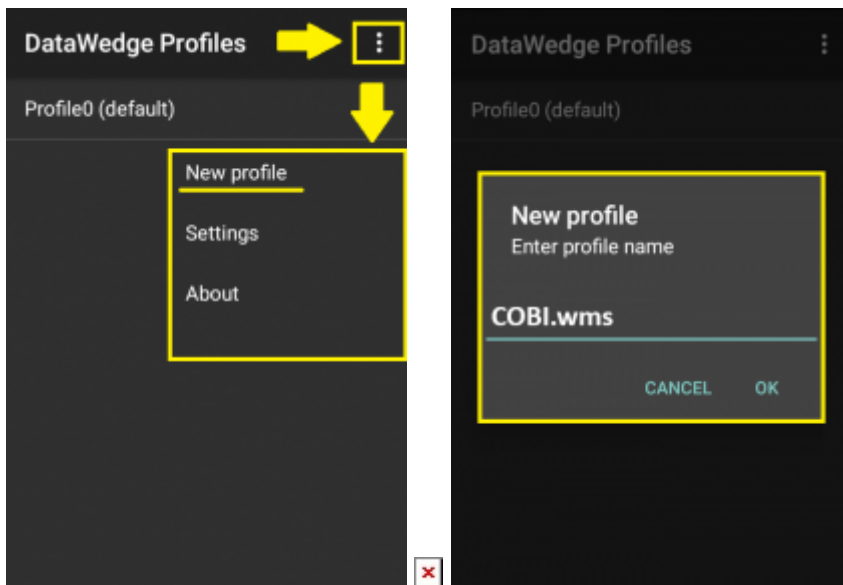 DataWedge Profiles
Profile0 (default)
New profile
Settings
About
DataWedge Profiles
Profile0 (default)
New profile
Enter profile name
COBI.wms
CANCEL OK